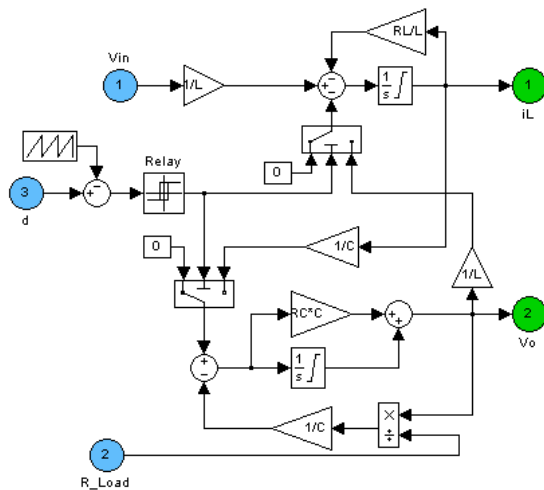 RL/L
Vin
1
1/L
1
s
1
iL
Relay
0
3
d
0
1/C
1/L
RC*C
2
Vo
1
s
1/C
×
÷
2
R_Load